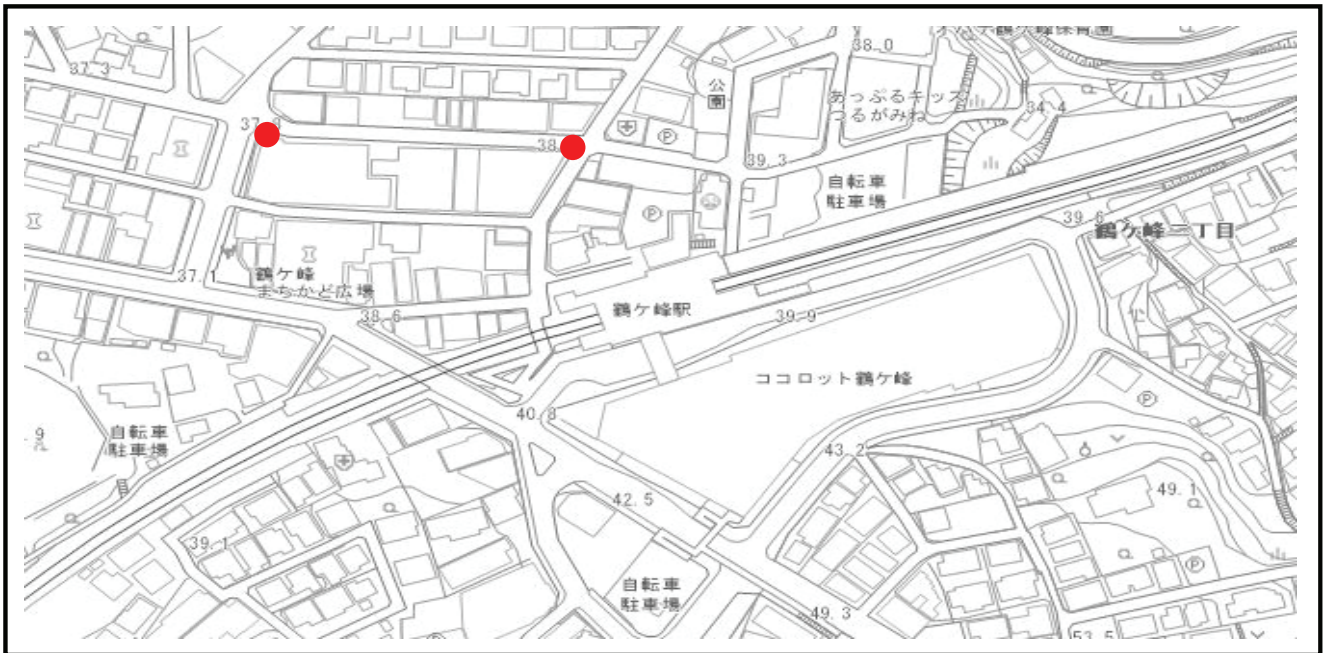 38.0
37.3
公
園
あっぷるキッズ
つるがみね
34.4
39.3
自転車
駐車場
39.6
鶴ケ峰一丁目
37.1
鶴ケ峰
まちかど広場
38.6
鶴ケ峰駅
39.9
ココロット鶴ケ峰
40.8
.9
自転車
駐車場
43.2
42.5
49.1
39.1
自転車
駐車場
49.3
53.5